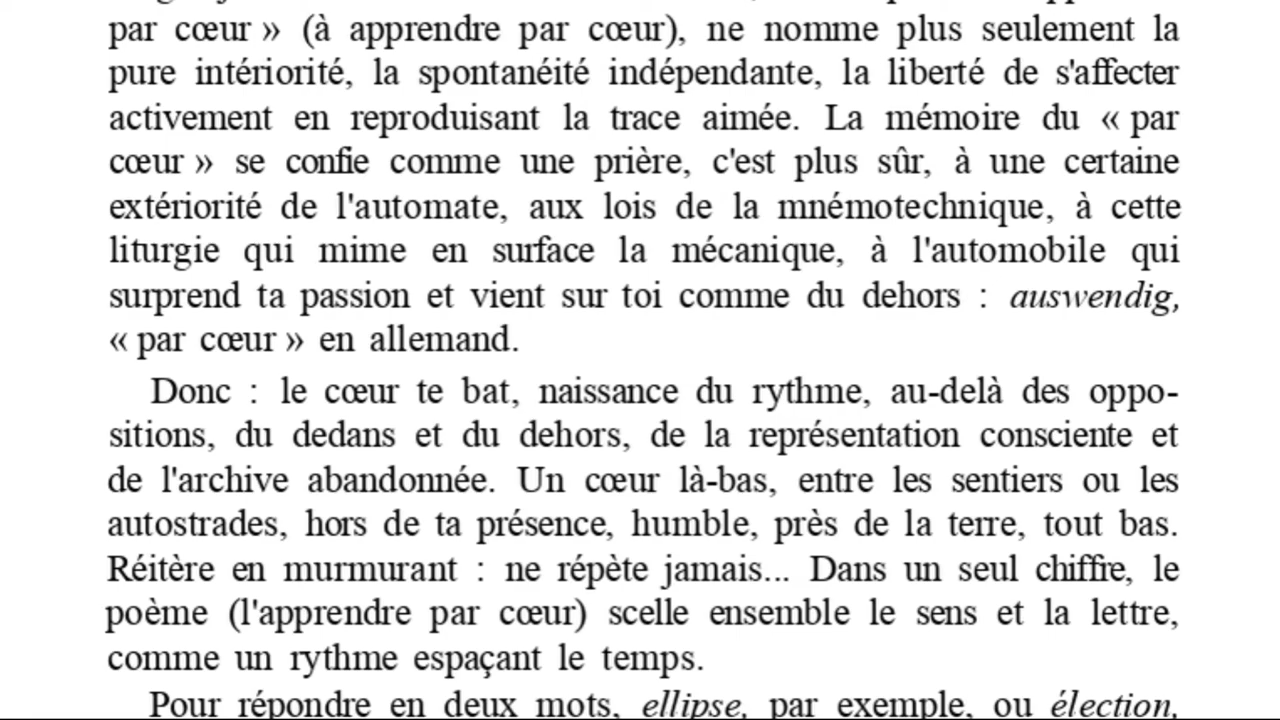 par cœur » (à apprendre par cœur), ne nomme plus seulement la
pure intériorité, la spontanéité indépendante, la liberté de s'affecter
activement en reproduisant la trace aimée. La mémoire du « par
cœur » se confie comme une prière, c'est plus sûr, à une certaine
extériorité de l'automate, aux lois de la mnémotechnique, à cette
liturgie qui mime en surface la mécanique, à l'automobile qui
surprend ta passion et vient sur toi comme du dehors : auswendig,
« par cœur » en allemand.
Donc : le cœur te bat, naissance du rythme, au-delà des oppo-
sitions, du dedans et du dehors, de la représentation consciente et
de l'archive abandonnée. Un cœur là-bas, entre les sentiers ou les
autostrades, hors de ta présence, humble, près de la terre, tout bas.
Réitère en murmurant : ne répète jamais... Dans un seul chiffre, le
poème (l'apprendre par cœur) scelle ensemble le sens et la lettre,
comme un rythme espaçant le temps.
Pour répondre en deux mots, ellipse, par exemple, ou élection,